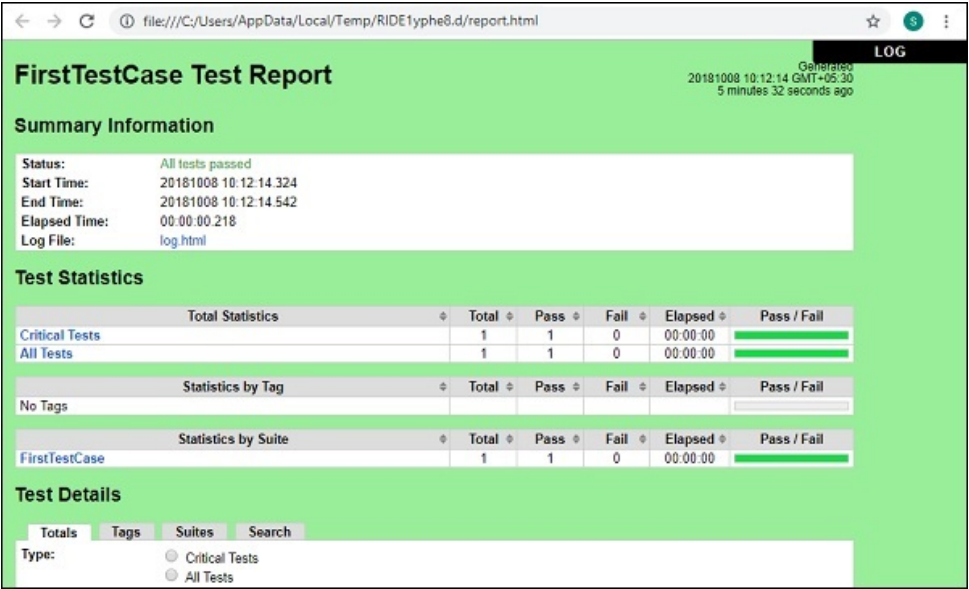 file:///C:/Users/AppData/Local/Temp/RIDE1yphe8.d/report.html
S
LOG
FirstTestCase Test Report
Generated
20181008 10:12:14 GMT+05:30
5 minutes 32 seconds ago
Summary Information
Status: All tests passed
Start Time: 20181008 10:12:14.324
End Time: 20181008 10:12:14.542
Elapsed Time: 00:00:00.218
Log File: log.html
Test Statistics
Total Statistics Total Pass Fail Elapsed Pass / Fail
Critical Tests 1 1 0 00:00:00
All Tests 1 1 0 00:00:00
Statistics by Tag Total Pass Fail Elapsed Pass / Fail
No Tags
Statistics by Suite Total Pass Fail Elapsed Pass / Fail
FirstTestCase 1 1 0 00:00:00
Test Details
Totals Tags Suites Search
Type: Critical Tests
All Tests